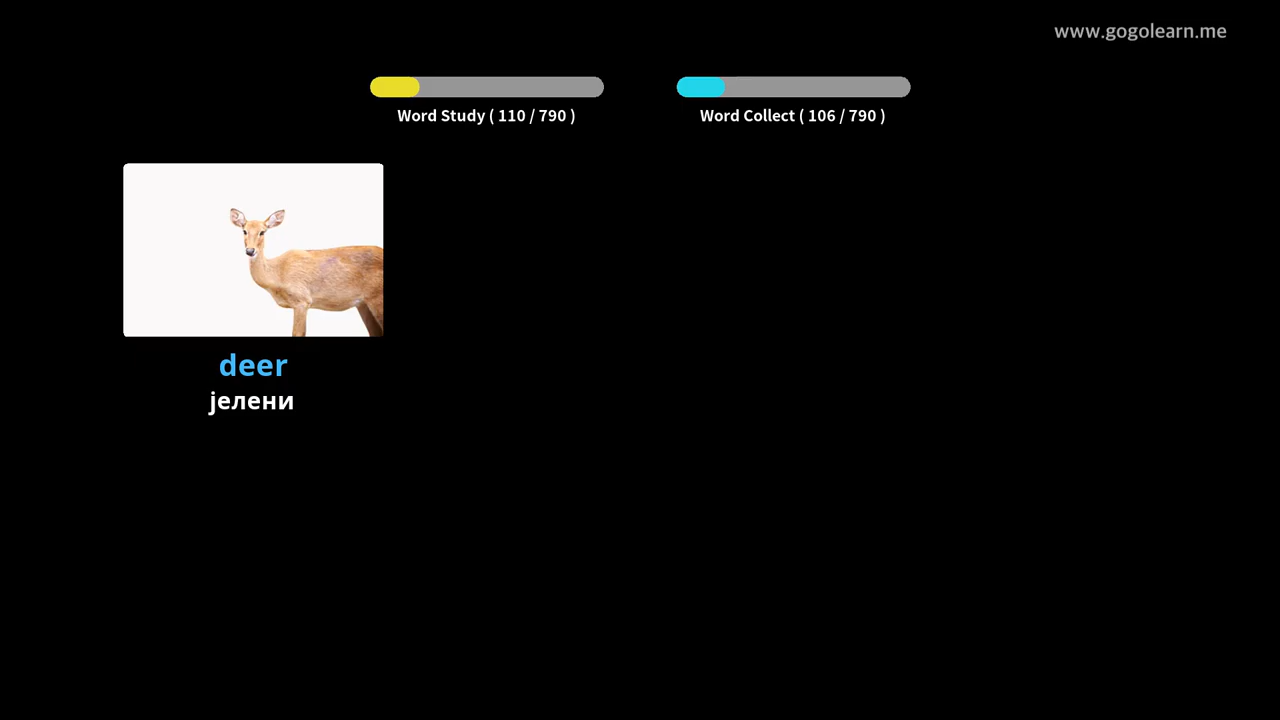 www.gogolearn.me
Word Study ( 110 / 790 )
Word Collect ( 106 / 790 )
deer
јелени